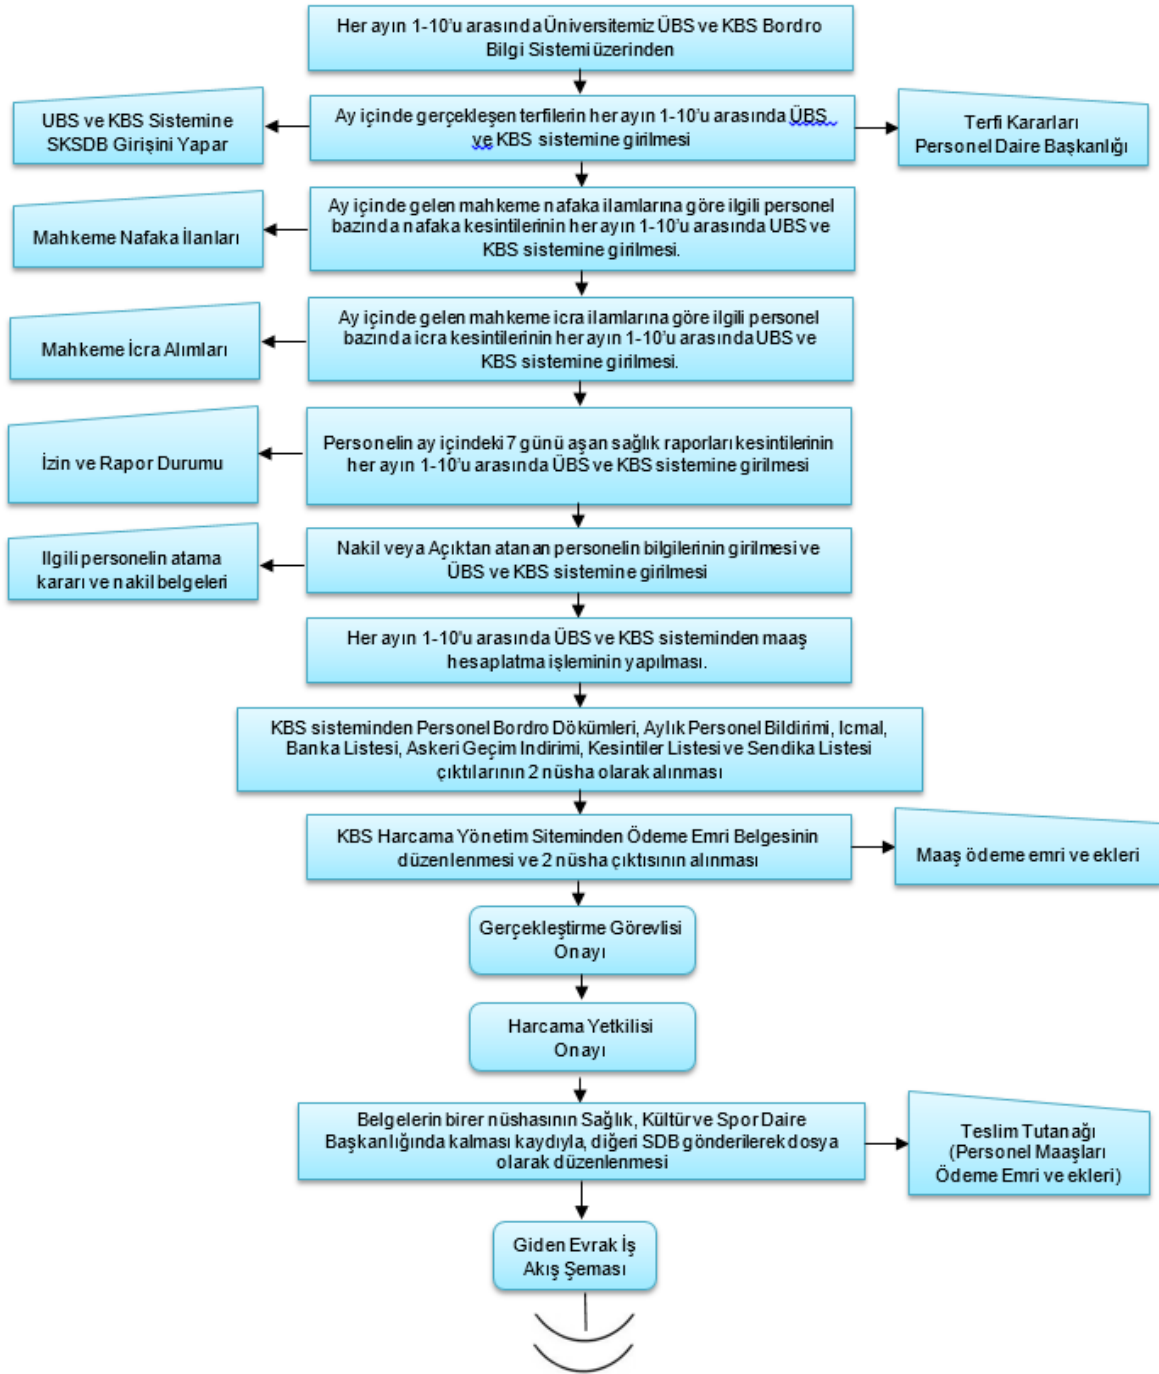 Her ayın 1-10'u arasında Üniversitemiz ÜBS ve KBS Bordro
Bilgi Sistemi üzerinden
UBS ve KBS Sistemine
SKSDB Girişini Yapar
Ay içinde gerçekleşen terfilerin her ayın 1-10'u arasında ÜBS
ve KBS sistemine girilmesi
Terfi Kararları
Personel Daire Başkanlığı
Mahkeme Nafaka İlanları
Ay içinde gelen mahkeme nafaka ilamlarına göre ilgili personel
bazında nafaka kesintilerinin her ayın 1-10'u arasında UBS ve
KBS sistemine girilmesi.
Mahkeme İcra Alımları
Ay içinde gelen mahkeme icra ilamlarına göre ilgili personel
bazında icra kesintilerinin her ayın 1-10'u arasında UBS ve
KBS sistemine girilmesi.
İzin ve Rapor Durumu
Personelin ay içindeki 7 günü aşan sağlık raporları kesintilerinin
her ayın 1-10'u arasında ÜBS ve KBS sistemine girilmesi
Ilgili personelin atama
kararı ve nakil belgeleri
Nakil veya Açıktan atanan personelin bilgilerinin girilmesi ve
ÜBS ve KBS sistemine girilmesi
Her ayın 1-10'u arasında ÜBS ve KBS sisteminden maaş
hesaplatma işleminin yapılması.
KBS sisteminden Personel Bordro Dökümleri, Aylık Personel Bildirimi, Icmal,
Banka Listesi, Askeri Geçim Indirimi, Kesintiler Listesi ve Sendika Listesi
çıktılarının 2 nüsha olarak alınması
KBS Harcama Yönetim Siteminden Ödeme Emri Belgesinin
düzenlenmesi ve 2 nüsha çıktısının alınması
Maaş ödeme emri ve ekleri
Gerçekleştirme Görevlisi
Onayı
Harcama Yetkilisi
Onayı
Belgelerin birer nüshasının Sağlık, Kültür ve Spor Daire
Başkanlığında kalması kaydıyla, diğeri SDB gönderilerek dosya
olarak düzenlenmesi
Teslim Tutanağı
(Personel Maaşları
Ödeme Emri ve ekleri)
Giden Evrak İş
Akış Şeması